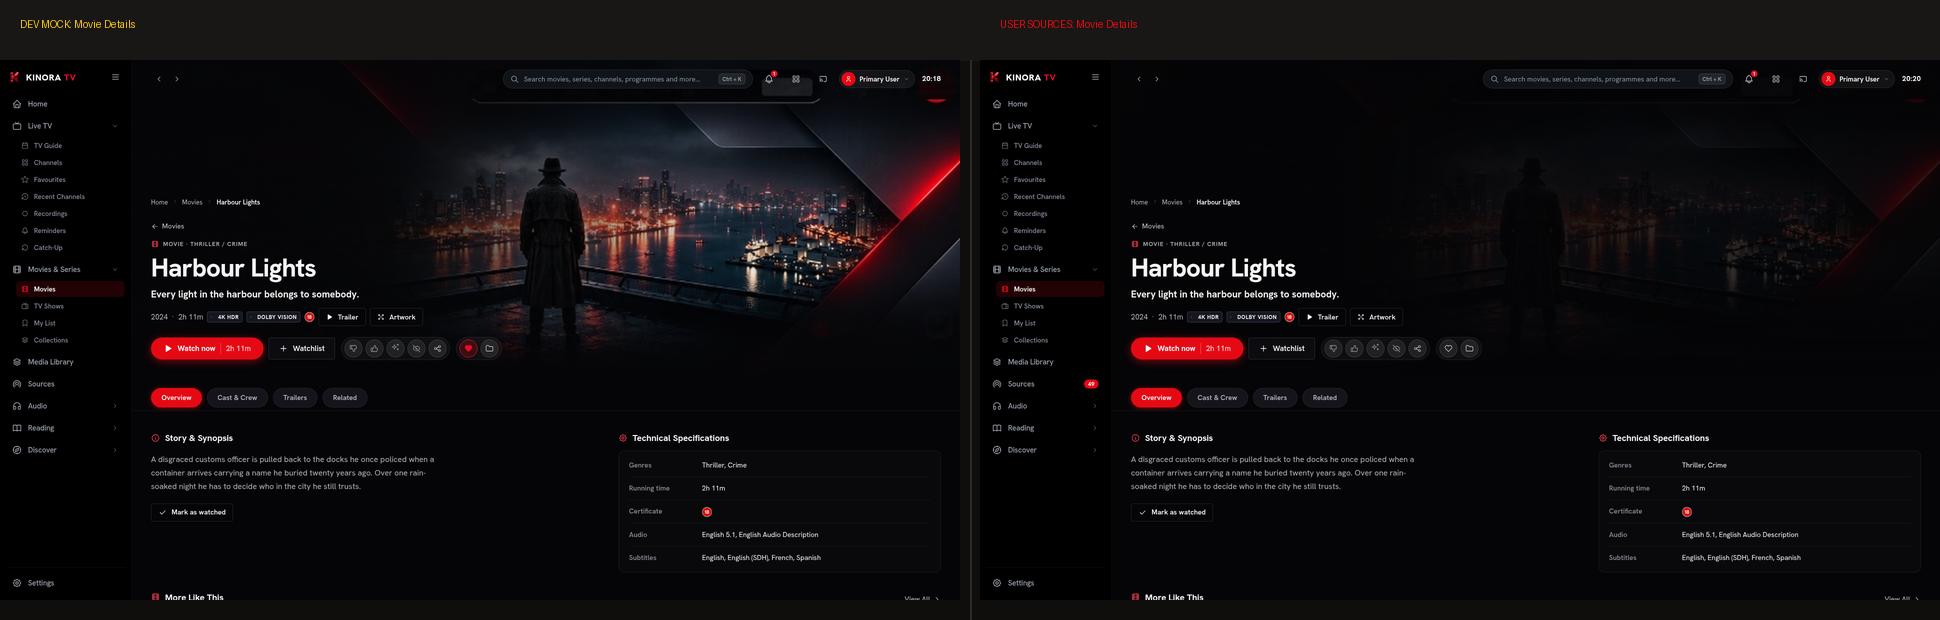 DEV MOCK: Movie Details
KINORA TV
Search movies, series, channels, programmes and more...
Ctrl + K
1
Primary User
20:18
Home
Live TV
TV Guide
Channels
Favourites
Recent Channels
Recordings
Reminders
Catch-Up
Movies & Series
Movies
TV Shows
My List
Collections
Media Library
Sources
Audio
Reading
Discover
Settings
Home Movies Harbour Lights
← Movies
MOVIE · THRILLER / CRIME
Harbour Lights
Every light in the harbour belongs to somebody.
2024 · 2h 11m 4K HDR DOLBY VISION 18 Trailer Artwork
Watch now 2h 11m Watchlist
Overview Cast & Crew Trailers Related
Story & Synopsis
A disgraced customs officer is pulled back to the docks he once policed when a
container arrives carrying a name he buried twenty years ago. Over one rain-
soaked night he has to decide who in the city he still trusts.
Mark as watched
Technical Specifications
Genres Thriller, Crime
Running time 2h 11m
Certificate 18
Audio English 5.1, English Audio Description
Subtitles English, English (SDH), French, Spanish
More Like This
View All
USER SOURCES: Movie Details
KINORA TV
Search movies, series, channels, programmes and more...
Ctrl + K
1
Primary User
20:20
Home
Live TV
TV Guide
Channels
Favourites
Recent Channels
Recordings
Reminders
Catch-Up
Movies & Series
Movies
TV Shows
My List
Collections
Media Library
Sources 49
Audio
Reading
Discover
Settings
Home Movies Harbour Lights
← Movies
MOVIE · THRILLER / CRIME
Harbour Lights
Every light in the harbour belongs to somebody.
2024 · 2h 11m 4K HDR DOLBY VISION 18 Trailer Artwork
Watch now 2h 11m Watchlist
Overview Cast & Crew Trailers Related
Story & Synopsis
A disgraced customs officer is pulled back to the docks he once policed when a
container arrives carrying a name he buried twenty years ago. Over one rain-
soaked night he has to decide who in the city he still trusts.
Mark as watched
Technical Specifications
Genres Thriller, Crime
Running time 2h 11m
Certificate 18
Audio English 5.1, English Audio Description
Subtitles English, English (SDH), French, Spanish
More Like This
View All